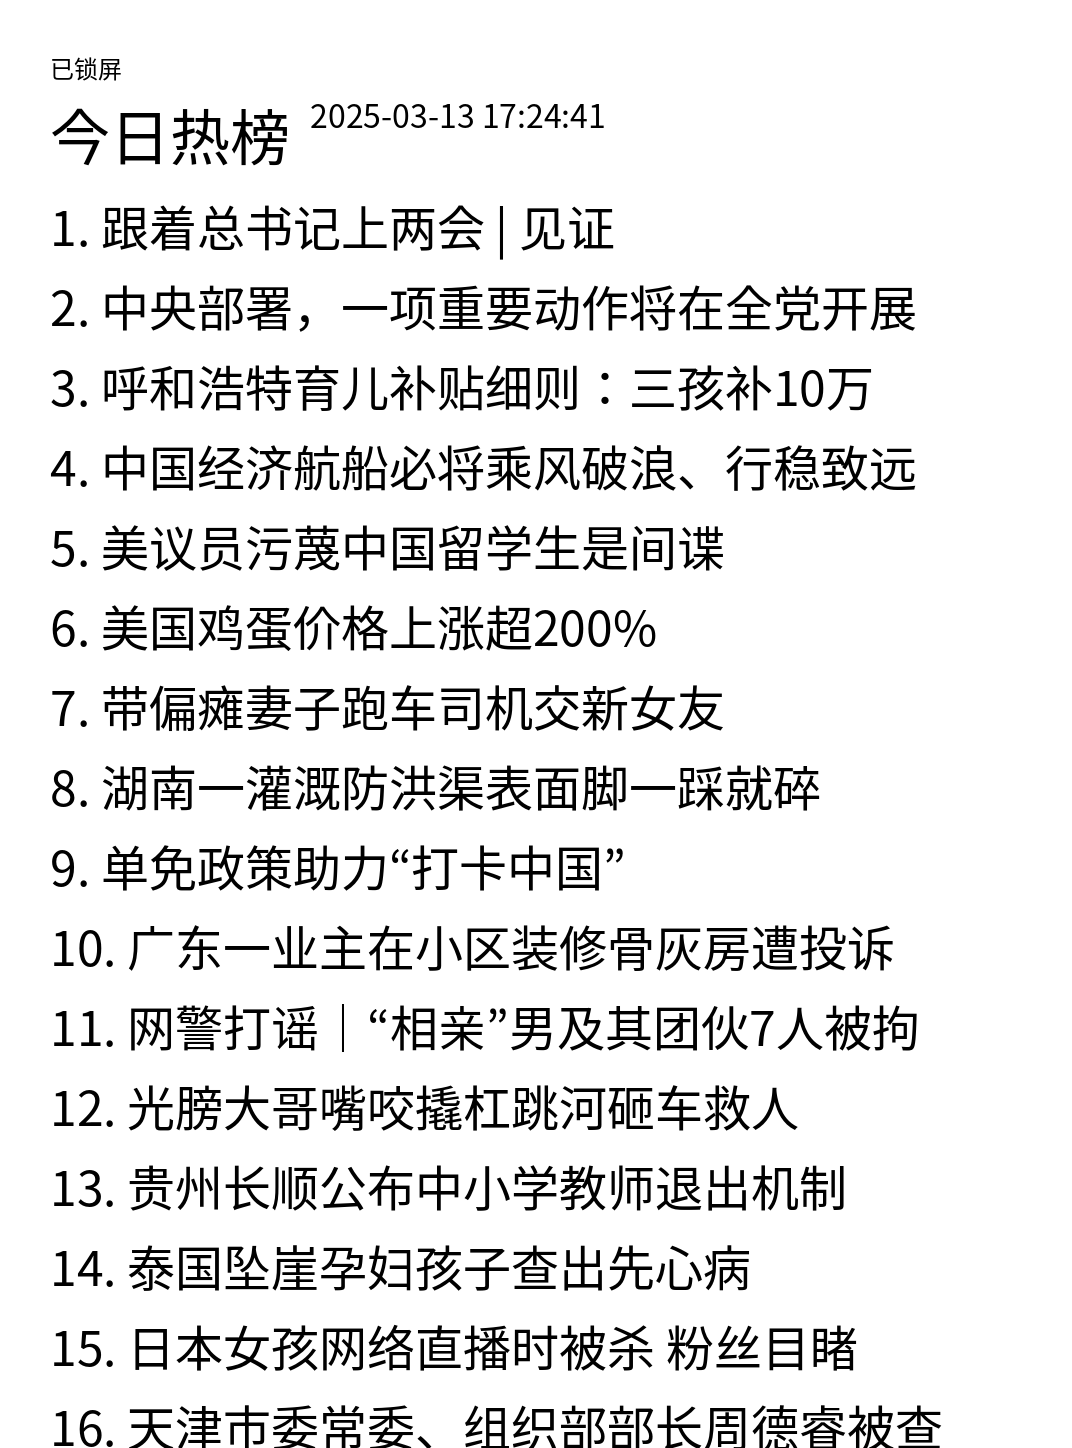 已锁屏
今日热榜 2025-03-13 17:24:41
1. 跟着总书记上两会 | 见证
2. 中央部署，一项重要动作将在全党开展
3. 呼和浩特育儿补贴细则：三孩补10万
4. 中国经济航船必将乘风破浪、行稳致远
5. 美议员污蔑中国留学生是间谍
6. 美国鸡蛋价格上涨超200%
7. 带偏瘫妻子跑车司机交新女友
8. 湖南一灌溉防洪渠表面脚一踩就碎
9. 单免政策助力“打卡中国”
10. 广东一业主在小区装修骨灰房遭投诉
11. 网警打谣｜“相亲”男及其团伙7人被拘
12. 光膀大哥嘴咬撬杠跳河砸车救人
13. 贵州长顺公布中小学教师退出机制
14. 泰国坠崖孕妇孩子查出先心病
15. 日本女孩网络直播时被杀 粉丝目睹
16. 天津市委常委、组织部部长周德睿被查